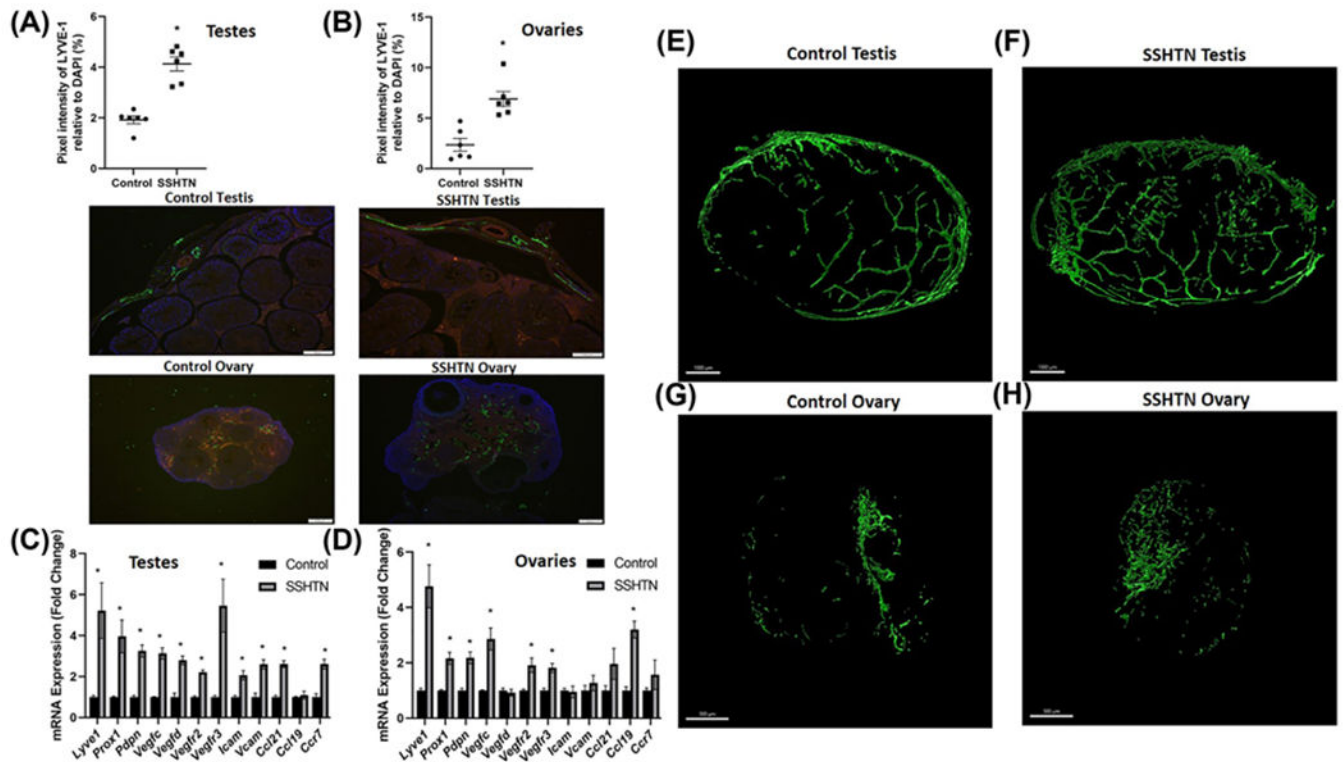 (A)
Testes
Pixel intensity of LYVE-1
relative to DAPI (%)
6
4
2
0
*
Control SSHTN
(B)
Ovaries
Pixel intensity of LYVE-1
relative to DAPI (%)
15
10
5
0
*
Control SSHTN
Control Testis
SSHTN Testis
Control Ovary
SSHTN Ovary
(C)
Testes
mRNA Expression (Fold Change)
8
6
4
2
0
Control
SSHTN
* * * * * * * * * * *
Lyve1 Prox1 Pdpn Vegfc Vegfd Vegfr2 Vegfr3 Icam Vcam Ccl21 Ccl19 Ccr7
(D)
Ovaries
mRNA Expression (Fold Change)
6
4
2
0
Control
SSHTN
* * * * * * *
Lyve1 Prox1 Pdpn Vegfc Vegfd Vegfr2 Vegfr3 Icam Vcam Ccl21 Ccl19 Ccr7
(E)
Control Testis
(F)
SSHTN Testis
(G)
Control Ovary
500 µm
(H)
SSHTN Ovary
500 µm